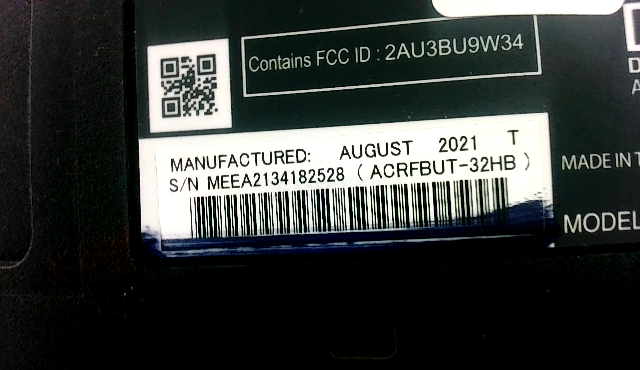 Contains FCC ID : 2AU3BU9W34
MANUFACTURED: AUGUST 2021 T
S/N MEEA2134182528 ( ACRFBUT-32HB )
MADE IN T
MODEL